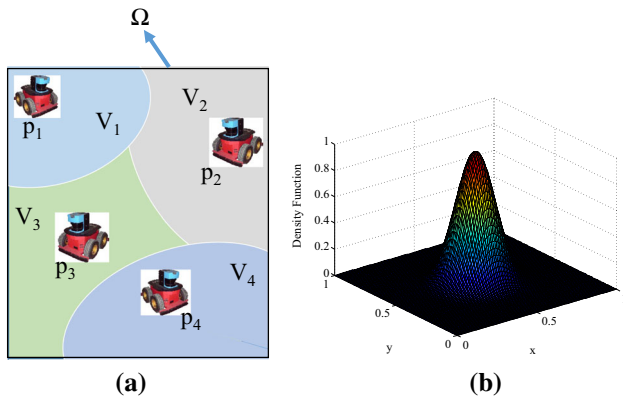 Ω
V₁
V₂
p₁
p₂
V₃
p₃
V₄
p₄
(a)
Density Function
1
0.8
0.6
0.4
0.2
0
1
0.5
0
y
0
0.5
x
(b)